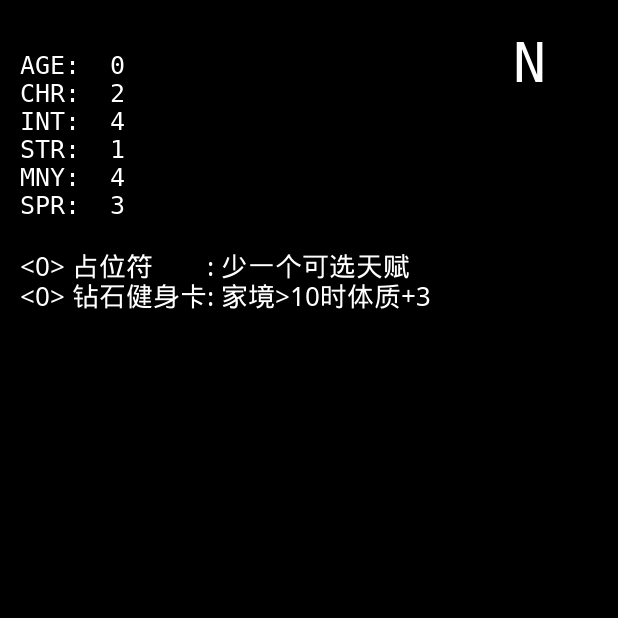 N
AGE: 0
CHR: 2
INT: 4
STR: 1
MNY: 4
SPR: 3
<0> 占位符 : 少一个可选天赋
<0> 钻石健身卡: 家境>10时体质+3